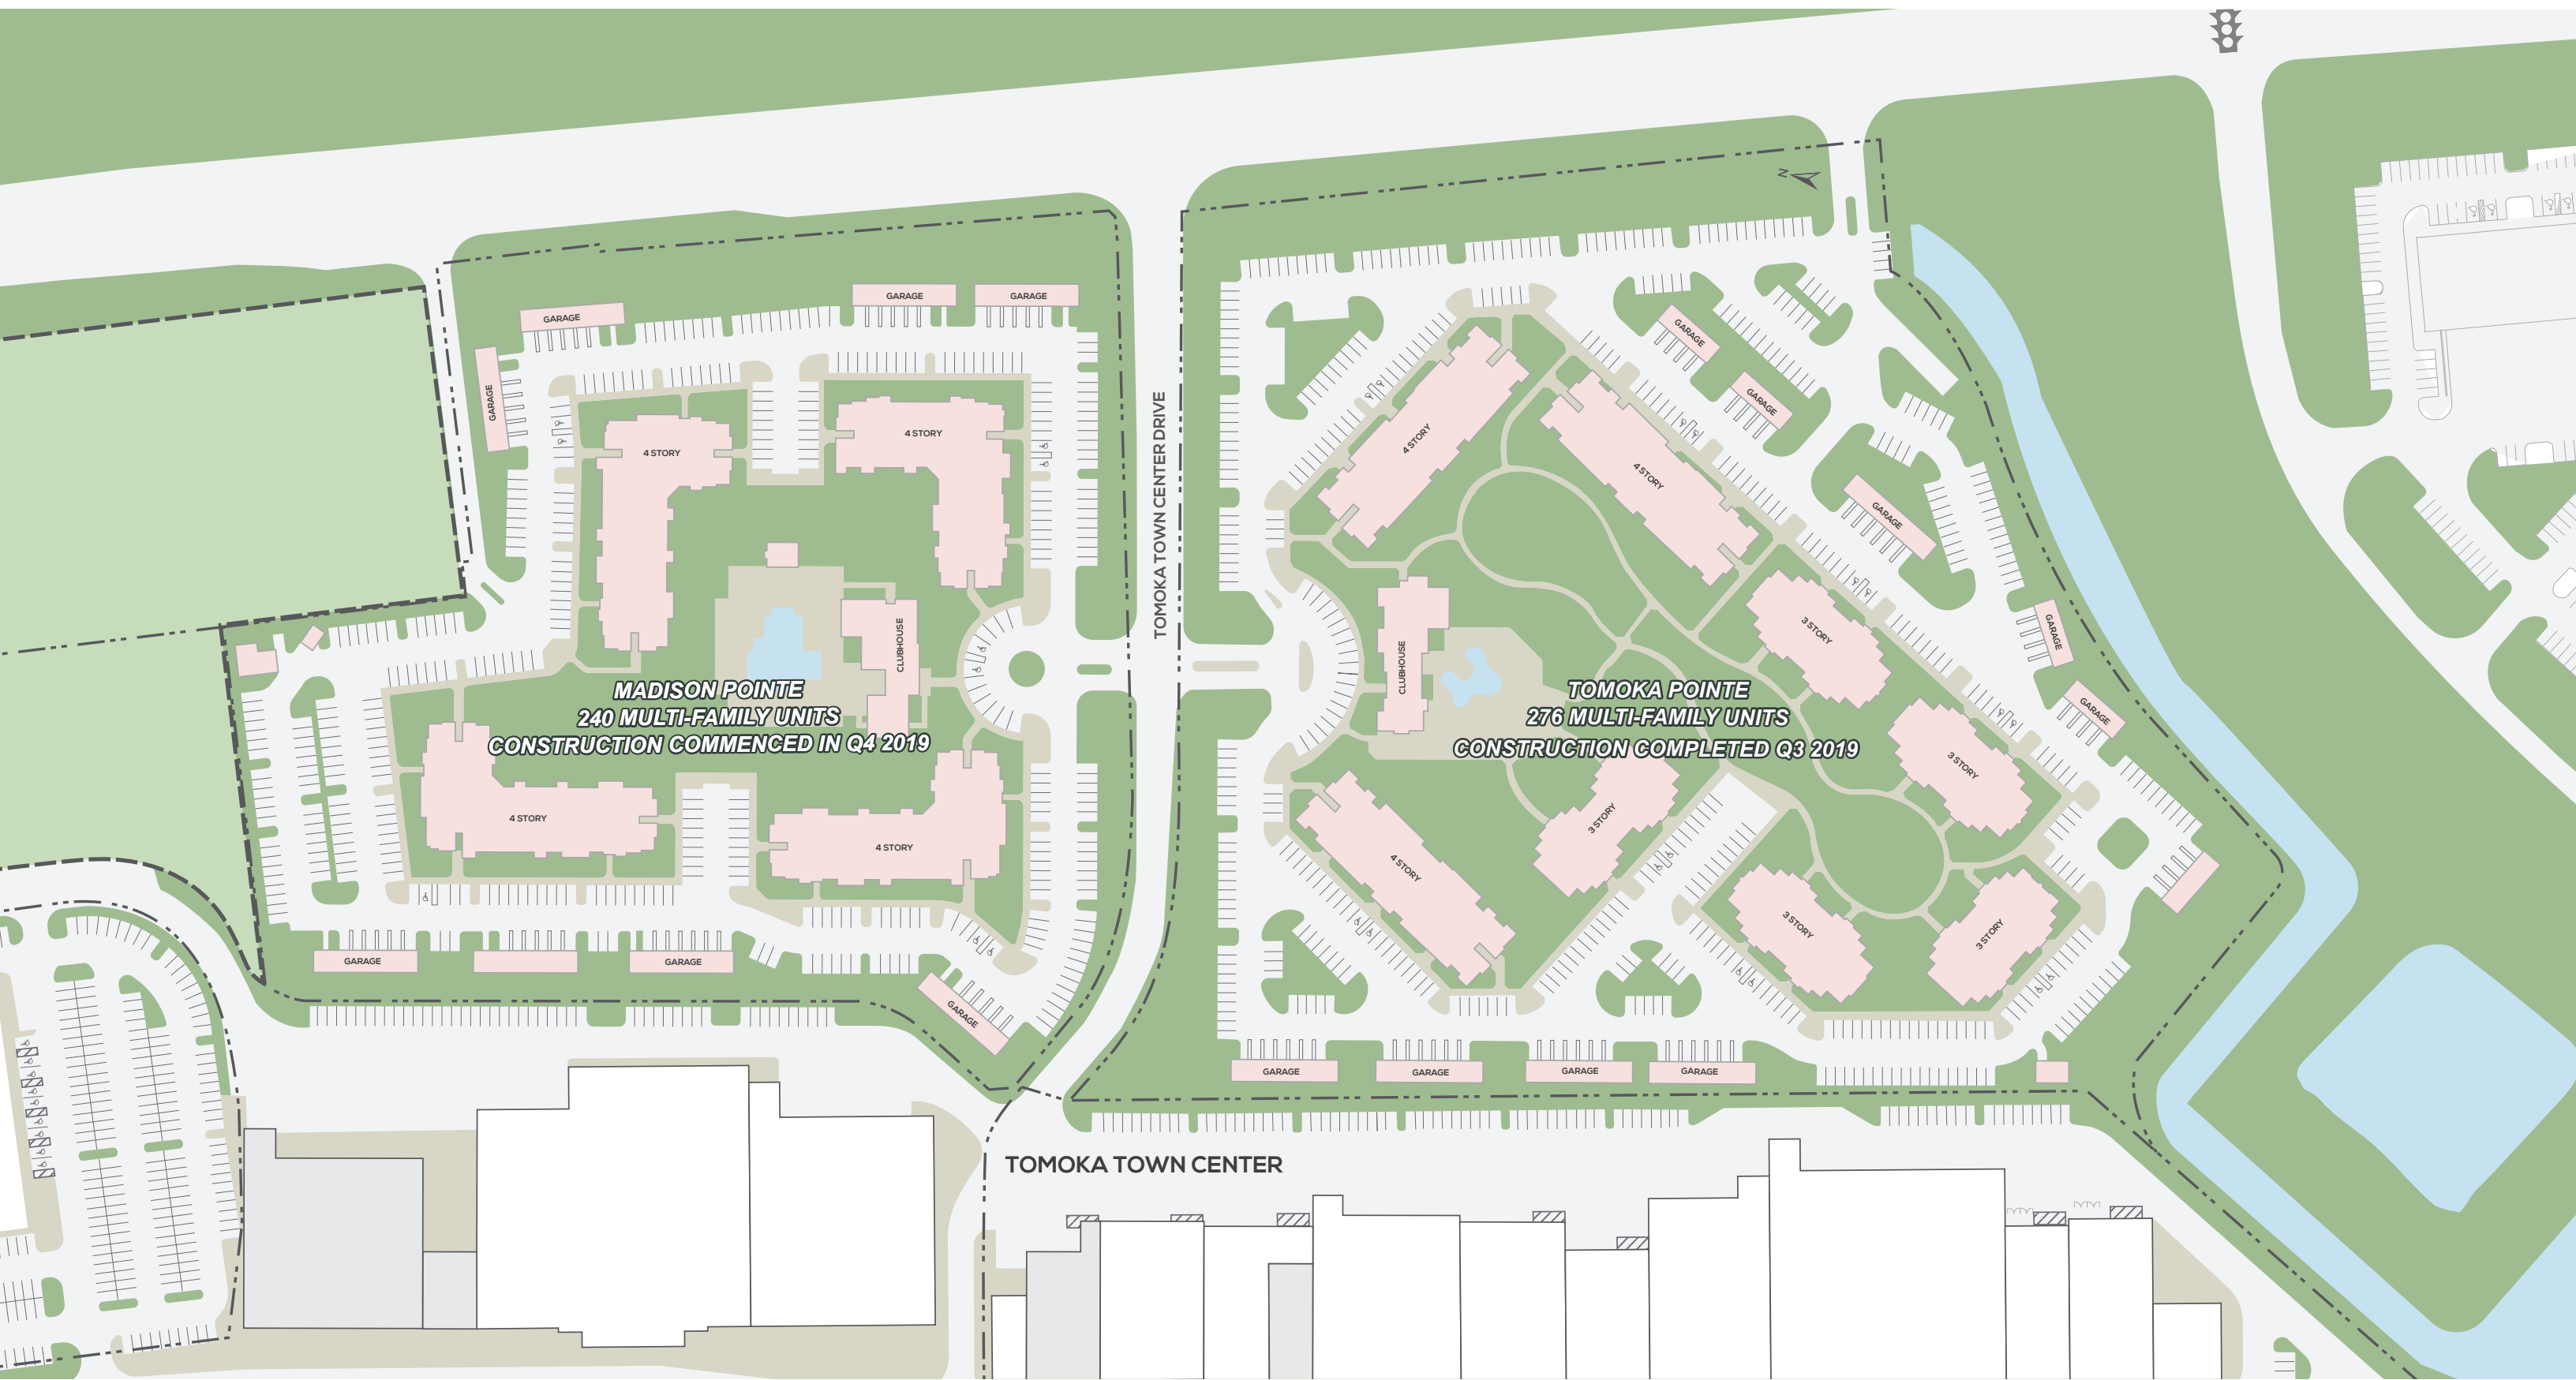 N
GARAGE
GARAGE
GARAGE
GARAGE
4 STORY
4 STORY
CLUBHOUSE
MADISON POINTE
240 MULTI-FAMILY UNITS
CONSTRUCTION COMMENCED IN Q4 2019
4 STORY
4 STORY
GARAGE
GARAGE
GARAGE
TOMOKA TOWN CENTER DRIVE
GARAGE
GARAGE
GARAGE
4 STORY
4 STORY
3 STORY
GARAGE
GARAGE
CLUBHOUSE
TOMOKA POINTE
276 MULTI-FAMILY UNITS
CONSTRUCTION COMPLETED Q3 2019
3 STORY
3 STORY
4 STORY
3 STORY
3 STORY
GARAGE
GARAGE
GARAGE
GARAGE
TOMOKA TOWN CENTER